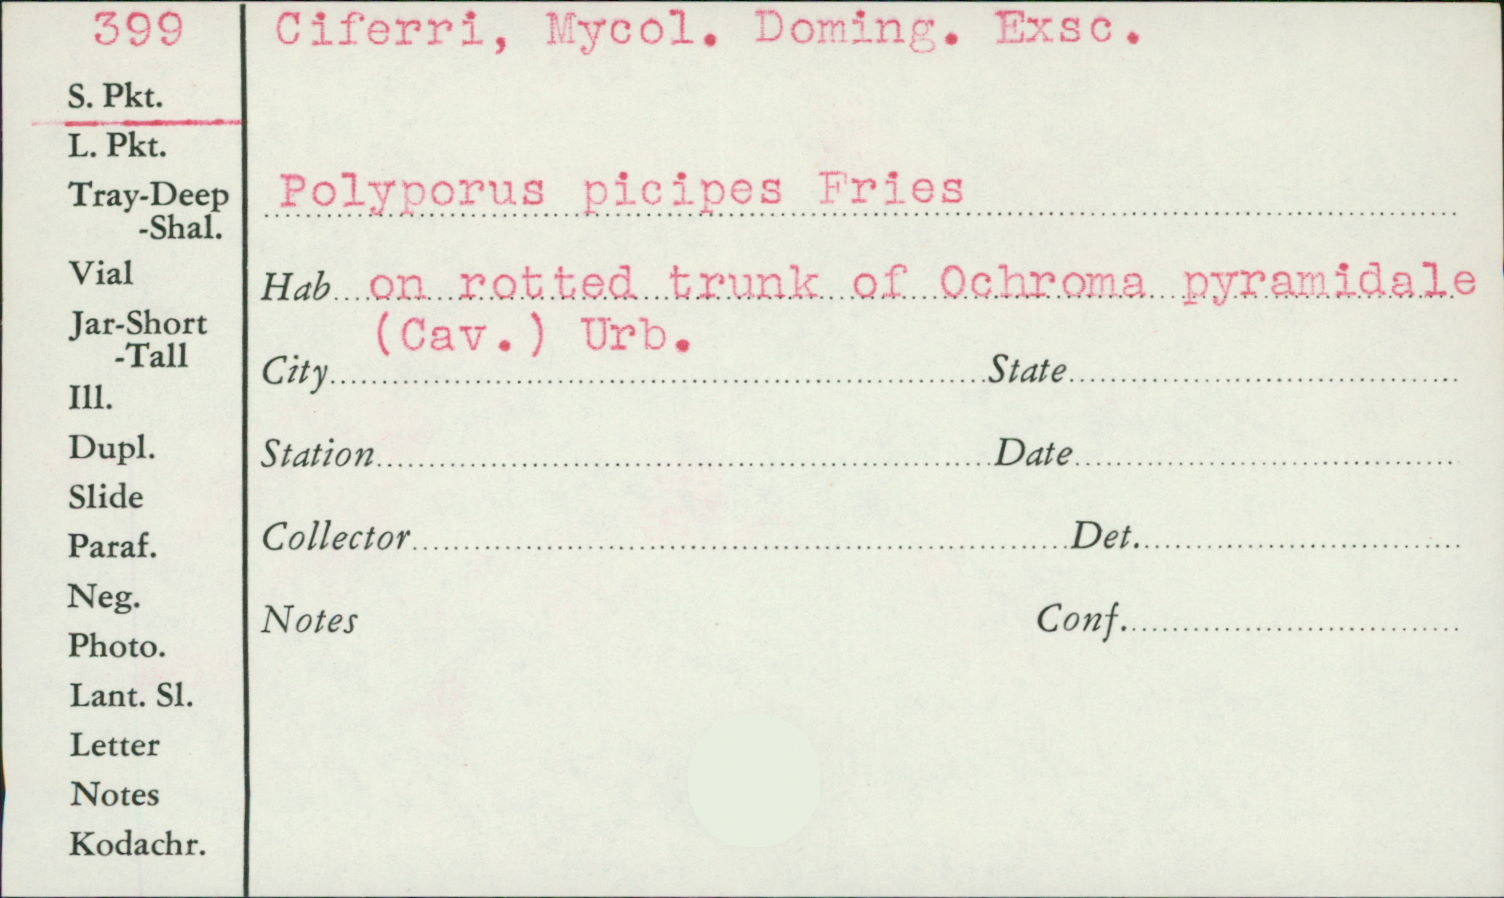 399
Ciferri, Mycol. Doming. Exsc.
S. Pkt.
L. Pkt.
Tray-Deep
-Shal.
Vial
Jar-Short
-Tall
Ill.
Dupl.
Slide
Paraf.
Neg.
Photo.
Lant. Sl.
Letter
Notes
Kodachr.
Polyporus picipes Fries
Hab on rotted trunk of Ochroma pyramidale
(Cav.) Urb.
City State
Station Date
Collector Det.
Notes Conf.